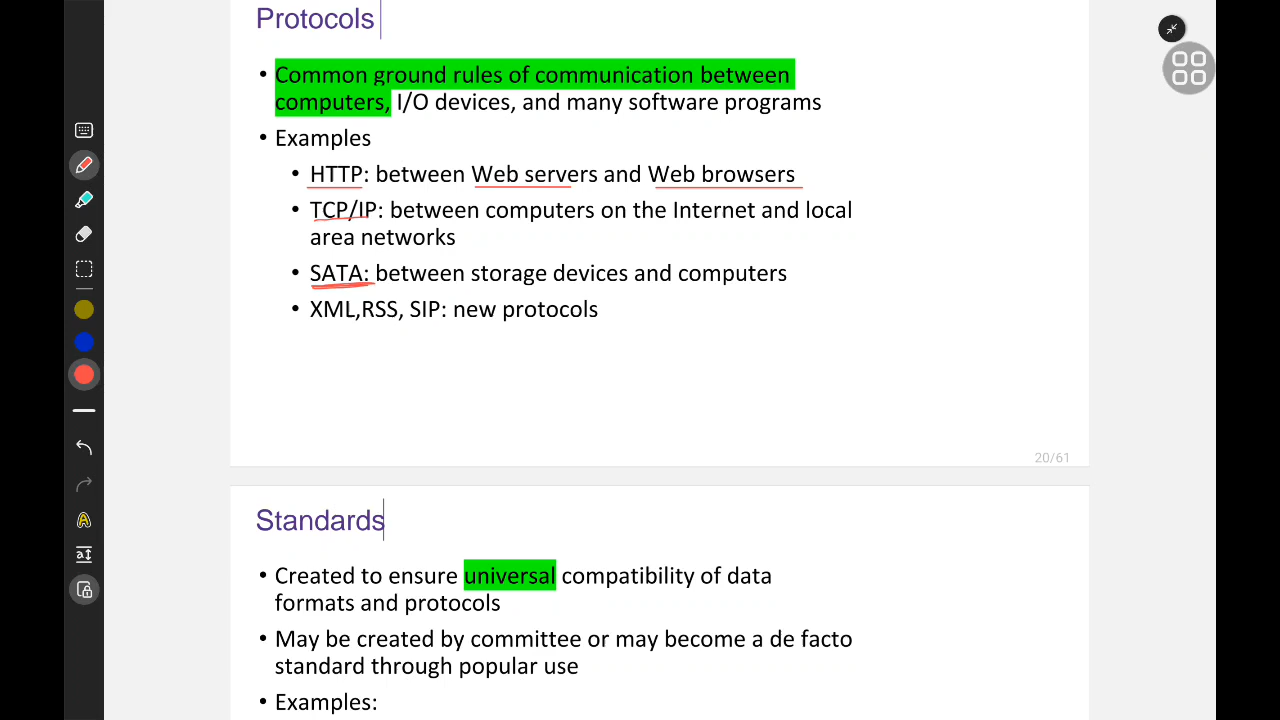 Protocols
• Common ground rules of communication between
computers, I/O devices, and many software programs
• Examples
• HTTP: between Web servers and Web browsers
• TCP/IP: between computers on the Internet and local
area networks
• SATA: between storage devices and computers
• XML,RSS, SIP: new protocols
20/61
Standards
• Created to ensure universal compatibility of data
formats and protocols
• May be created by committee or may become a de facto
standard through popular use
• Examples: